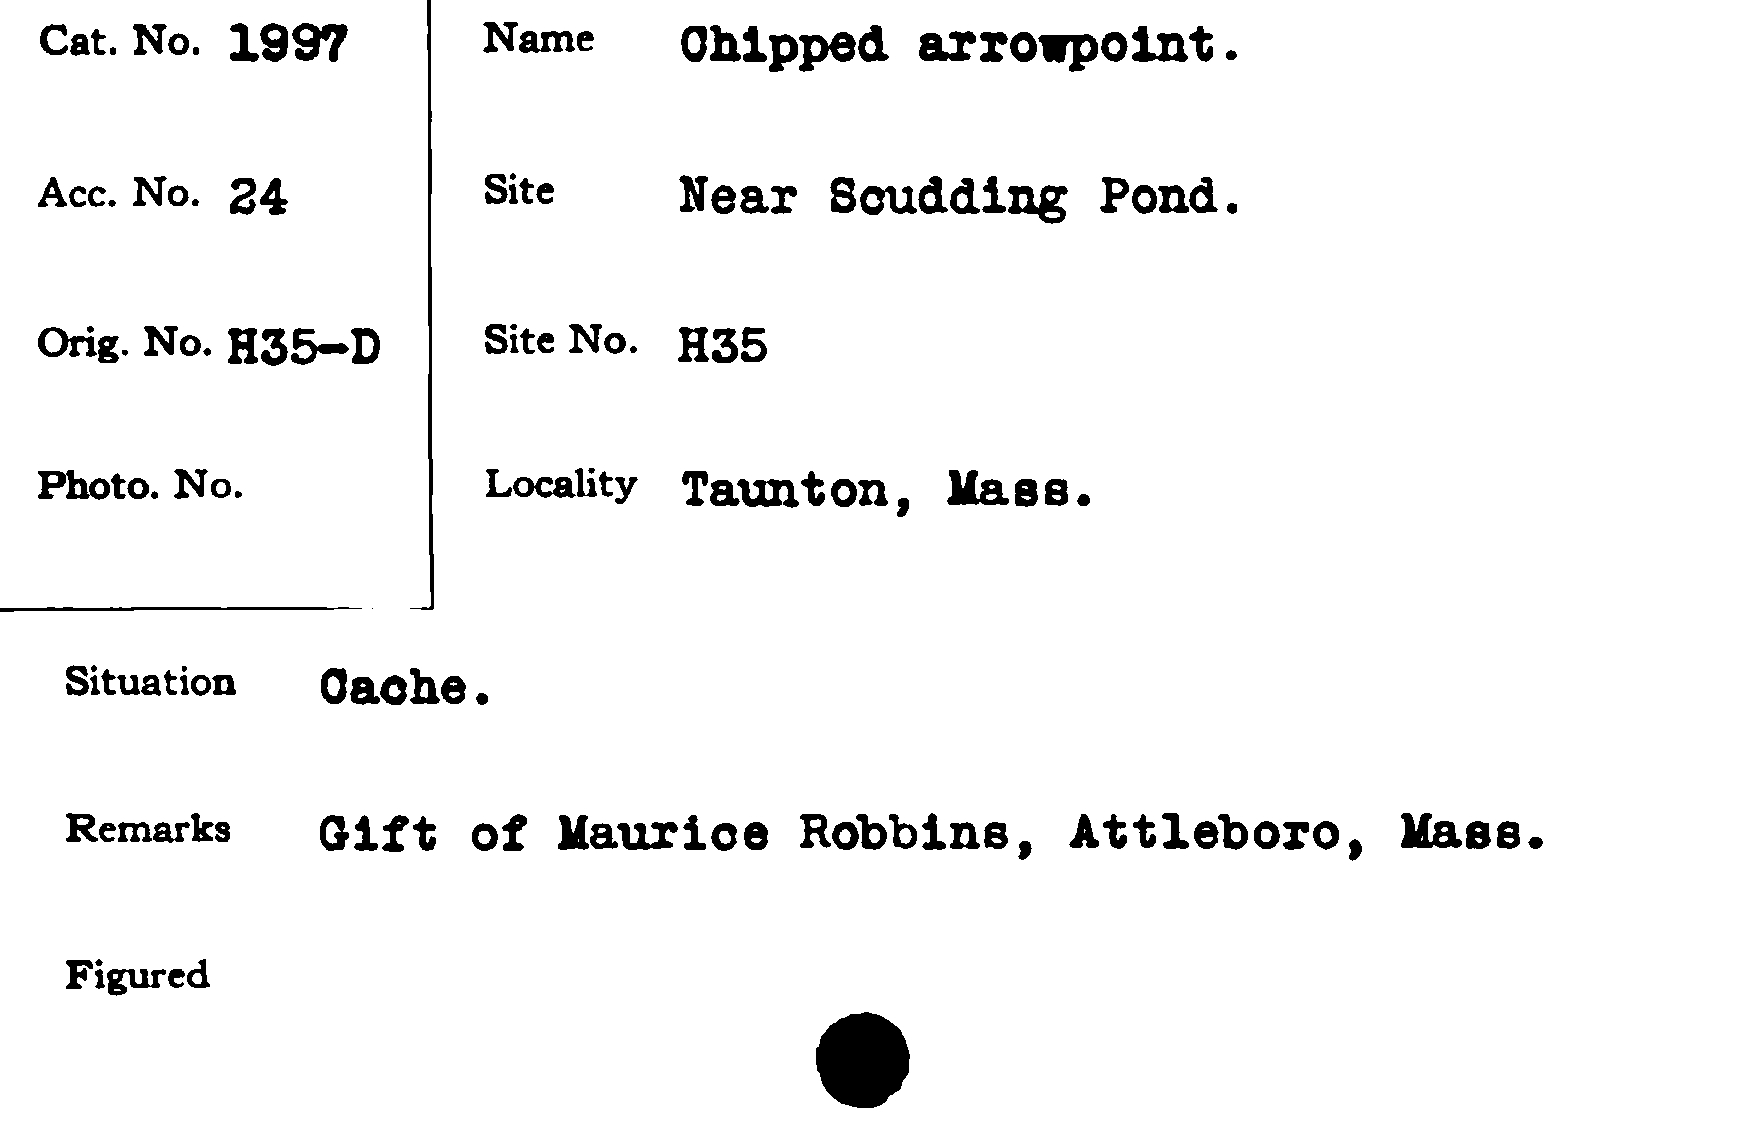 Cat. No. 1997
Acc. No. 24
Orig. No. H35-D
Photo. No.
Name Chipped arrowpoint.
Site Near Scudding Pond.
Site No. H35
Locality Taunton, Mass.
Situation Cache.
Remarks Gift of Maurice Robbins, Attleboro, Mass.
Figured